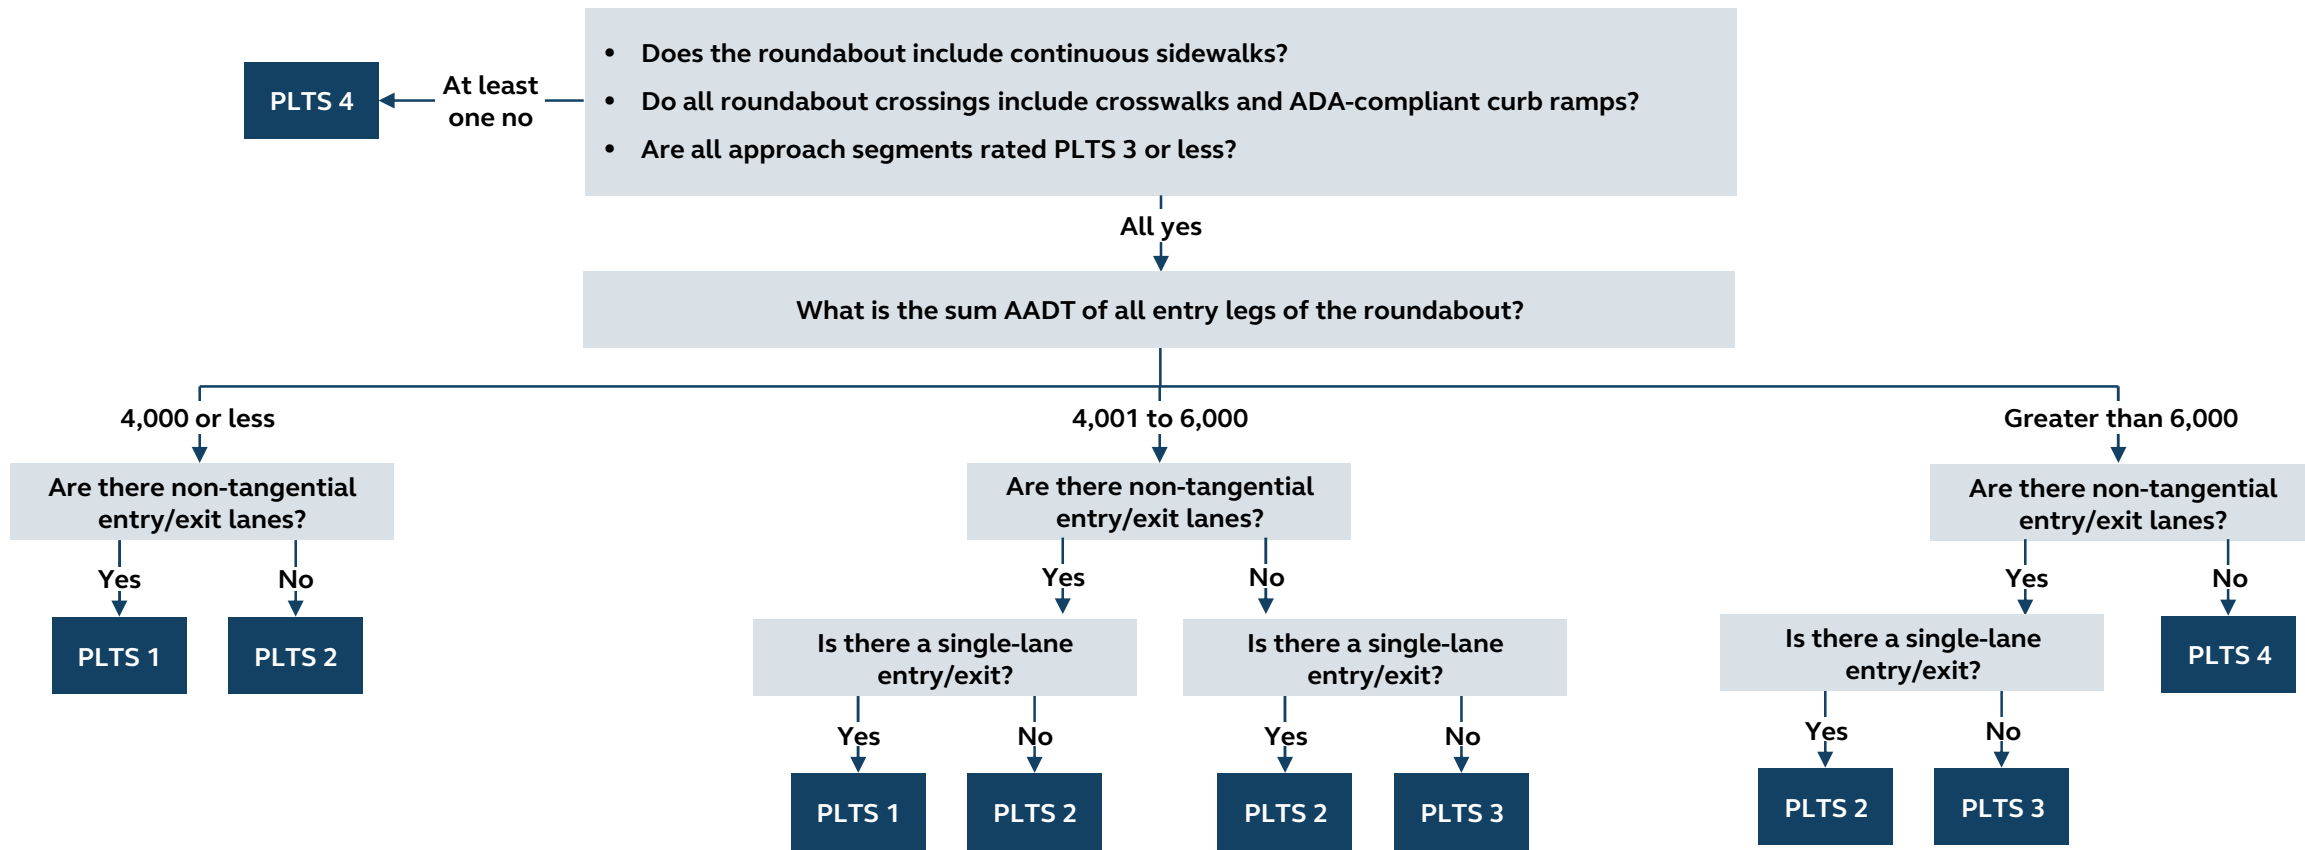 • Does the roundabout include continuous sidewalks?
PLTS 4
At least
one no
• Do all roundabout crossings include crosswalks and ADA-compliant curb ramps?
• Are all approach segments rated PLTS 3 or less?
All yes
What is the sum AADT of all entry legs of the roundabout?
4,000 or less
4,001 to 6,000
Greater than 6,000
Are there non-tangential
entry/exit lanes?
Are there non-tangential
entry/exit lanes?
Are there non-tangential
entry/exit lanes?
Yes
No
Yes
No
Yes
No
PLTS 1
PLTS 2
Is there a single-lane
entry/exit?
Is there a single-lane
entry/exit?
Is there a single-lane
entry/exit?
PLTS 4
Yes
No
Yes
No
Yes
No
PLTS 1
PLTS 2
PLTS 2
PLTS 3
PLTS 2
PLTS 3